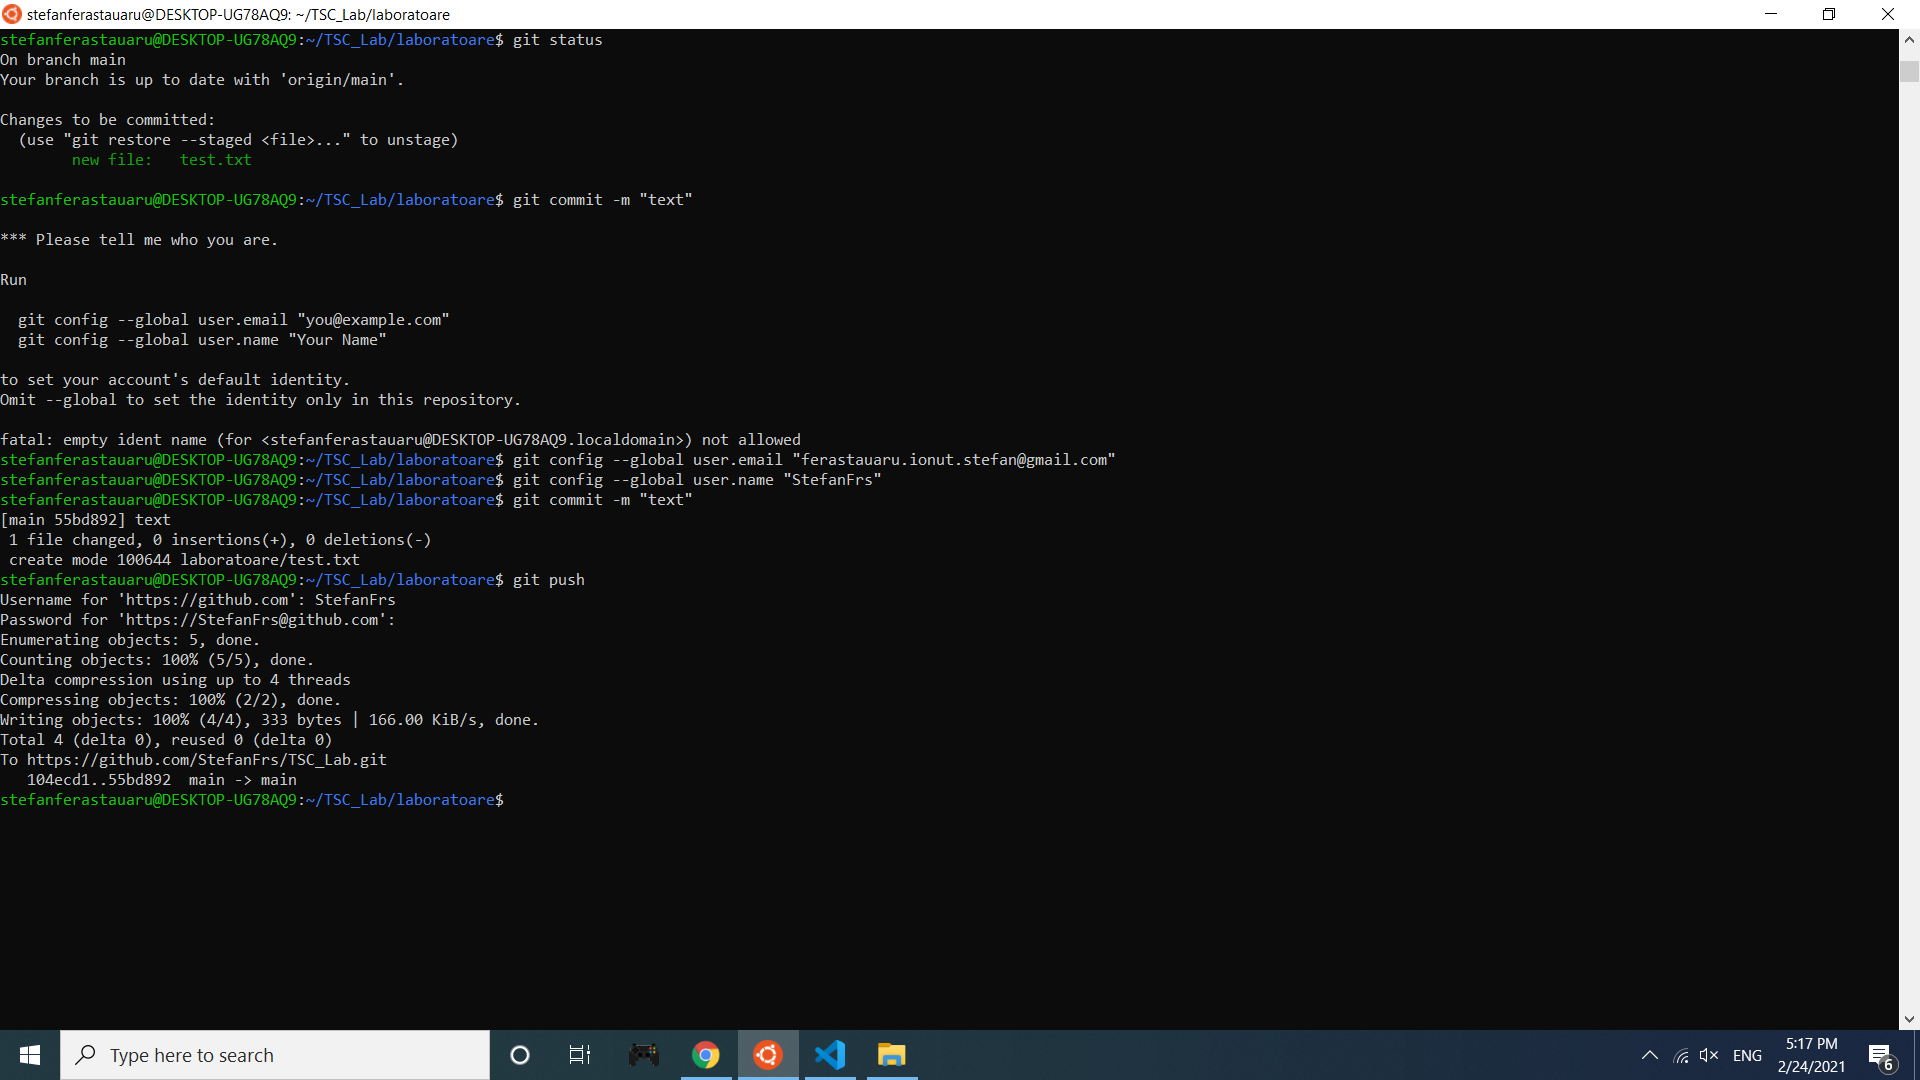 stefanferastauaru@DESKTOP-UG78AQ9: ~/TSC_Lab/laboratoare
stefanferastauaru@DESKTOP-UG78AQ9:~/TSC_Lab/laboratoare$ git status
On branch main
Your branch is up to date with 'origin/main'.
Changes to be committed:
  (use "git restore --staged <file>..." to unstage)
        new file:   test.txt
stefanferastauaru@DESKTOP-UG78AQ9:~/TSC_Lab/laboratoare$ git commit -m "text"
*** Please tell me who you are.
Run
  git config --global user.email "you@example.com"
  git config --global user.name "Your Name"
to set your account's default identity.
Omit --global to set the identity only in this repository.
fatal: empty ident name (for <stefanferastauaru@DESKTOP-UG78AQ9.localdomain>) not allowed
stefanferastauaru@DESKTOP-UG78AQ9:~/TSC_Lab/laboratoare$ git config --global user.email "ferastauaru.ionut.stefan@gmail.com"
stefanferastauaru@DESKTOP-UG78AQ9:~/TSC_Lab/laboratoare$ git config --global user.name "StefanFrs"
stefanferastauaru@DESKTOP-UG78AQ9:~/TSC_Lab/laboratoare$ git commit -m "text"
[main 55bd892] text
 1 file changed, 0 insertions(+), 0 deletions(-)
 create mode 100644 laboratoare/test.txt
stefanferastauaru@DESKTOP-UG78AQ9:~/TSC_Lab/laboratoare$ git push
Username for 'https://github.com': StefanFrs
Password for 'https://StefanFrs@github.com':
Enumerating objects: 5, done.
Counting objects: 100% (5/5), done.
Delta compression using up to 4 threads
Compressing objects: 100% (2/2), done.
Writing objects: 100% (4/4), 333 bytes | 166.00 KiB/s, done.
Total 4 (delta 0), reused 0 (delta 0)
To https://github.com/StefanFrs/TSC_Lab.git
   104ecd1..55bd892  main -> main
stefanferastauaru@DESKTOP-UG78AQ9:~/TSC_Lab/laboratoare$
Type here to search
ENG
5:17 PM
2/24/2021
6